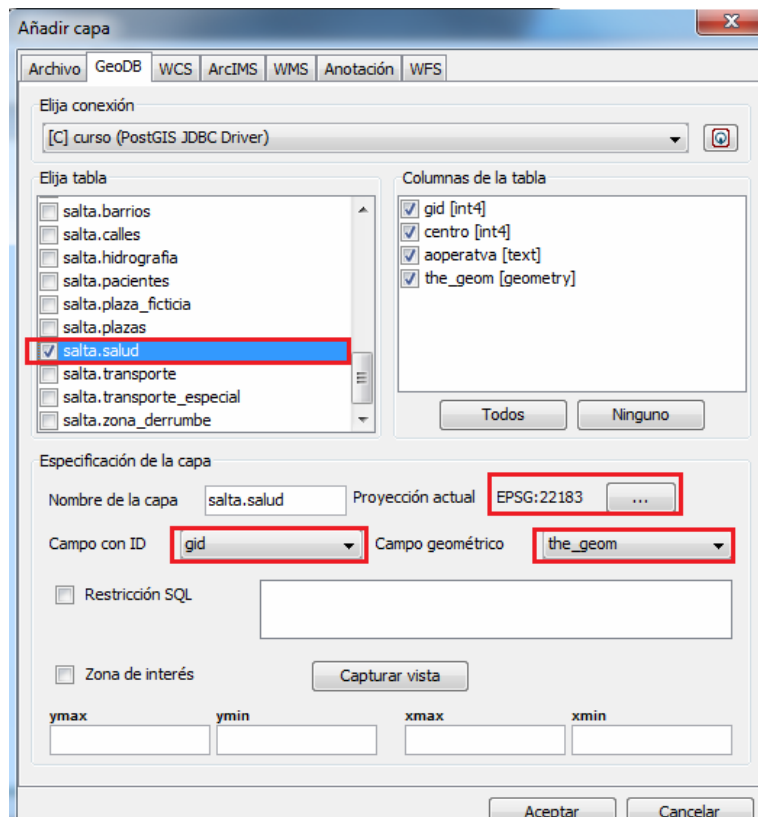 Añadir capa
Archivo GeoDB WCS ArcIMS WMS Anotación WFS
Elija conexión
[C] curso (PostGIS JDBC Driver)
Elija tabla
salta.barrios
salta.calles
salta.hidrografia
salta.pacientes
salta.plaza_ficticia
salta.plazas
salta.salud
salta.transporte
salta.transporte_especial
salta.zona_derrumbe
Columnas de la tabla
gid [int4]
centro [int4]
aoperatva [text]
the_geom [geometry]
Todos Ninguno
Especificación de la capa
Nombre de la capa salta.salud Proyección actual EPSG:22183 ...
Campo con ID gid Campo geométrico the_geom
Restricción SQL
Zona de interés Capturar vista
ymax ymin xmax xmin
Aceptar Cancelar